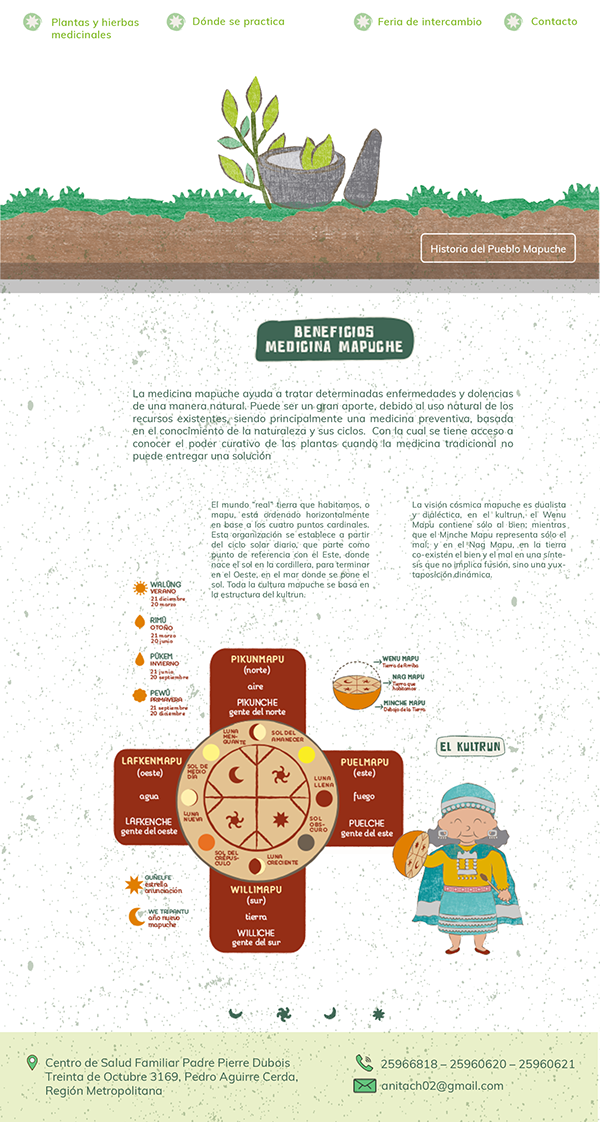 Plantas y hierbas
medicinales
Dónde se practica
Feria de intercambio
Contacto
Historia del Pueblo Mapuche
BENEFICIOS
MEDICINA MAPUCHE
La medicina mapuche ayuda a tratar determinadas enfermedades y dolencias
de una manera natural. Puede ser un gran aporte, debido al uso natural de los
recursos existentes, siendo principalmente una medicina preventiva, basada
en el conocimiento de la naturaleza y sus ciclos. Con la cual se tiene acceso a
conocer el poder curativo de las plantas cuando la medicina tradicional no
puede entregar una solución
El mundo "real" tierra que habitamos, o
mapu, está ordenado horizontalmente
en base a los cuatro puntos cardinales.
Esta organización se establece a partir
del ciclo solar diario, que parte como
punto de referencia con el Este, donde
nace el sol en la cordillera, para terminar
en el Oeste, en el mar donde se pone el
sol. Toda la cultura mapuche se basa en
la estructura del kultrun.
La visión cósmica mapuche es dualista
y dialéctica, en el kultrun, el Wenu
Mapu contiene sólo al bien; mientras
que el Minche Mapu representa sólo el
mal; y en el Nag Mapu, en la tierra
co-existén el bien y el mal en una sínte-
sis que no implica fusión, sino una yux-
taposición dinámica.
WALÜNG
VERANO
21 diciembre
20 marzo
RIMÜ
OTOÑO
21 marzo
20 junio
PÜKEM
INVIERNO
21 junio
20 septiembre
PEWÜ
PRIMAVERA
21 septiembre
20 diciembre
PIKUNMAPU
(norte)
aire
PIKUNCHE
gente del norte
WENU MAPU
Tierra de Arriba
NAG MAPU
Tierra que
habitamos
MINCHE MAPU
Debajo de la Tierra
LAFKENMAPU
(oeste)
agua
LAFKENCHE
gente del oeste
LUNA
MEN-
GUANTE
SOL DEL
AMANECER
SOL DE
MEDIO
DIA
LUNA
LLENA
LUNA
NUEVA
SOL
OBS-
CURO
SOL DEL
CREPUS-
CULO
LUNA
CRECIENTE
PUELMAPU
(este)
fuego
PUELCHE
gente del este
EL KULTRUN
WILLIMAPU
(sur)
tierra
WILLICHE
gente del sur
GUÑELFE
estrella
anunciación
WE TRIPANTU
año nuevo
mapuche
Centro de Salud Familiar Padre Pierre Dubois
Treinta de Octubre 3169, Pedro Aguirre Cerda,
Región Metropolitana
25966818 – 25960620 – 25960621
anitach02@gmail.com